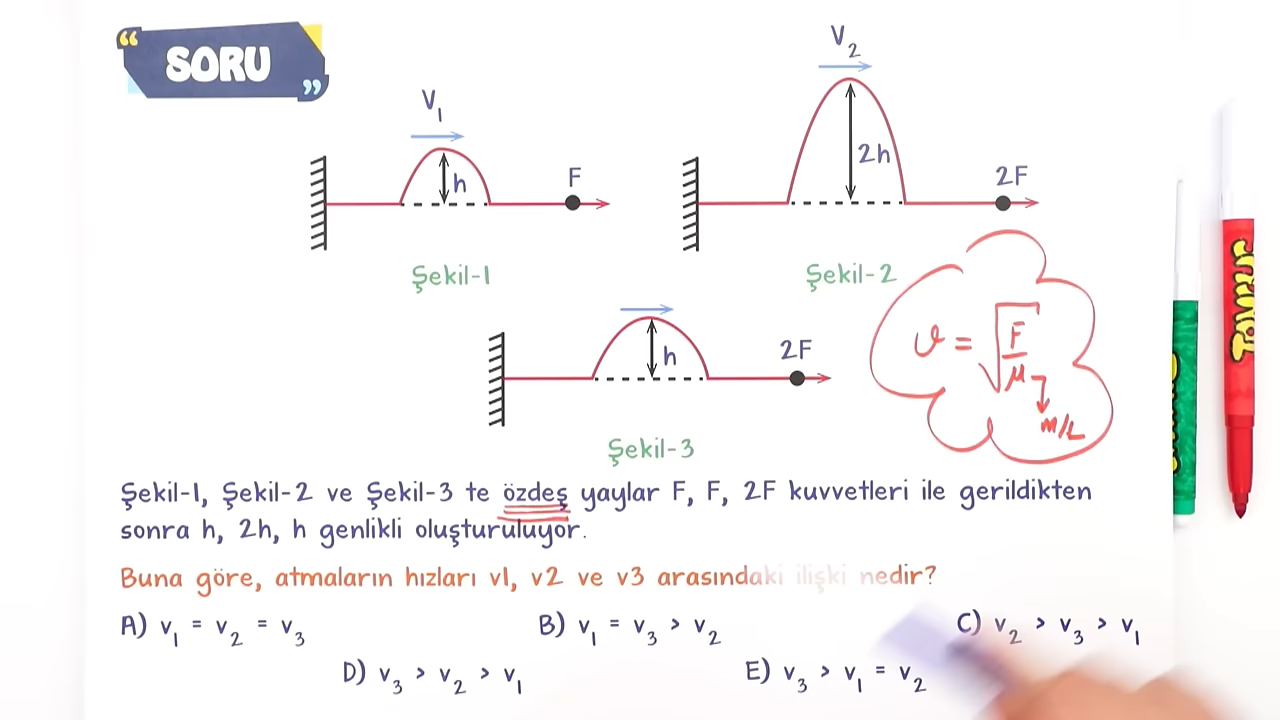 SORU
V₁
h
F
Şekil-1
V₂
2h
2F
Şekil-2
h
2F
Şekil-3
v = √F/μ
m/L
Şekil-1, Şekil-2 ve Şekil-3 te özdeş yaylar F, F, 2F kuvvetleri ile gerildikten
sonra h, 2h, h genlikli oluşturuluyor.
Buna göre, atmaların hızları v1, v2 ve v3 arasındaki ilişki nedir?
A) v₁ = v₂ = v₃
B) v₁ = v₃ > v₂
C) v₂ > v₃ > v₁
D) v₃ > v₂ > v₁
E) v₃ > v₁ = v₂